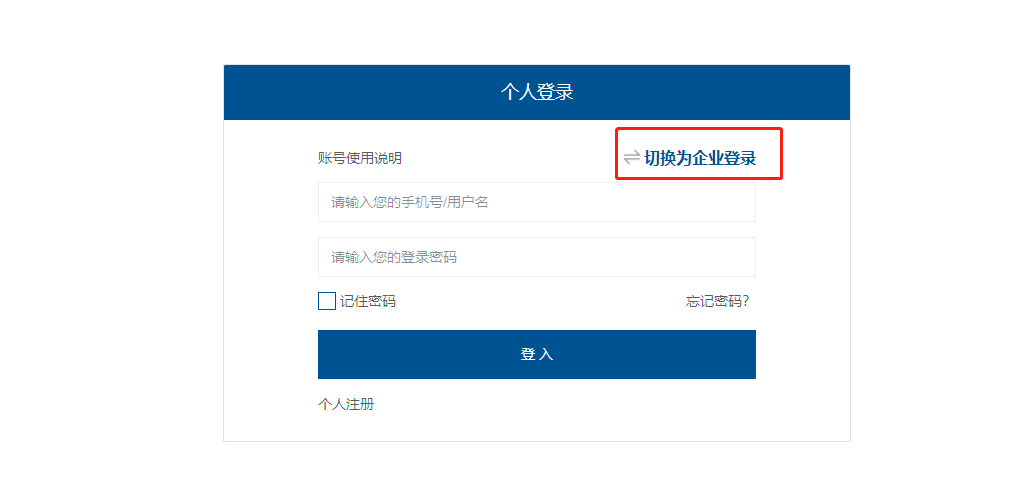 个人登录
账号使用说明
切换为企业登录
请输入您的手机号/用户名
请输入您的登录密码
记住密码
忘记密码?
登 入
个人注册